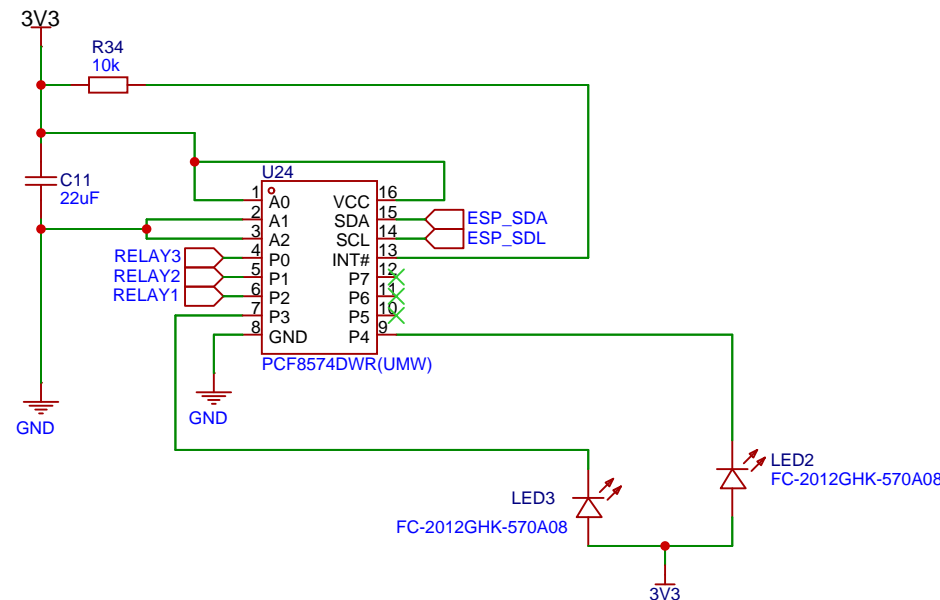 3V3
R34
10k
C11
22uF
U24
1 A0 VCC 16
2 A1 SDA 15 ESP_SDA
3 A2 SCL 14 ESP_SDL
RELAY3 4 P0 INT# 13
RELAY2 5 P1 P7 12
RELAY1 6 P2 P6 11
7 P3 P5 10
8 GND P4 9
PCF8574DWR(UMW)
GND
GND
LED2
FC-2012GHK-570A08
LED3
FC-2012GHK-570A08
3V3